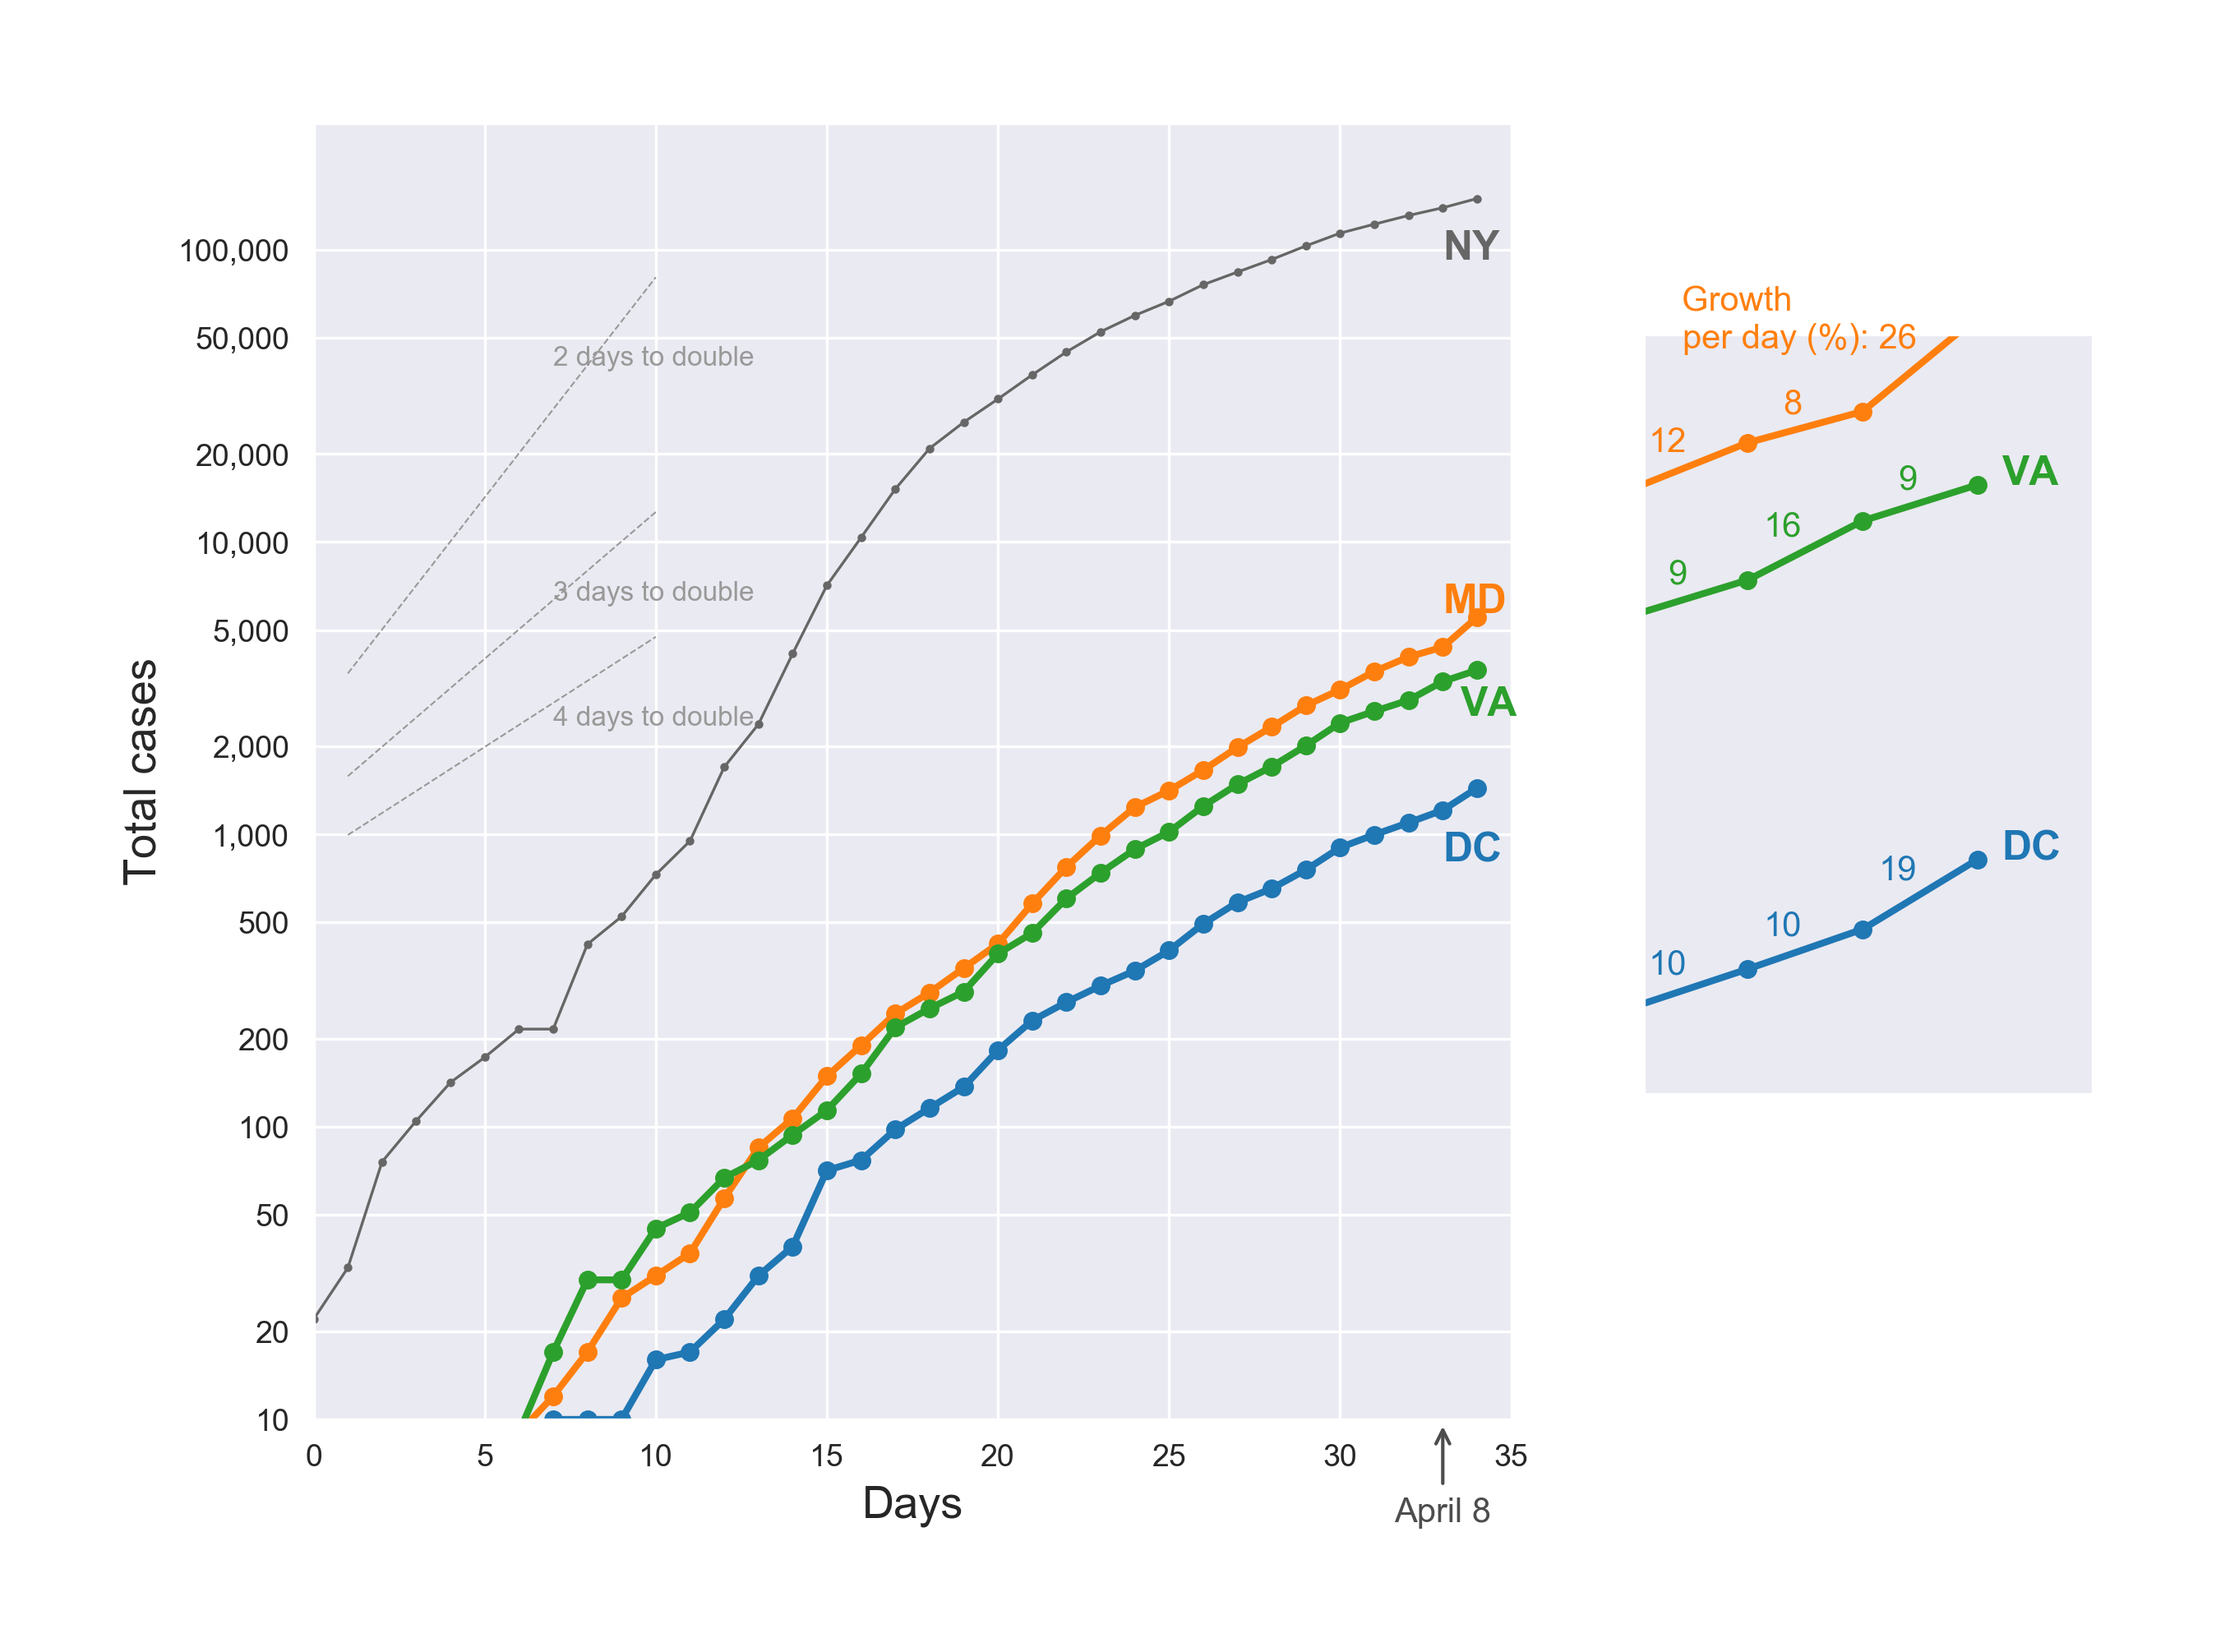 100,000
50,000
20,000
10,000
5,000
2,000
1,000
500
200
100
50
20
10
Total cases
0 5 10 15 20 25 30 35
Days
April 8
2 days to double
3 days to double
4 days to double
NY
MD
VA
DC
Growth
per day (%): 26
12 8
9 16 9 VA
10 10 19 DC